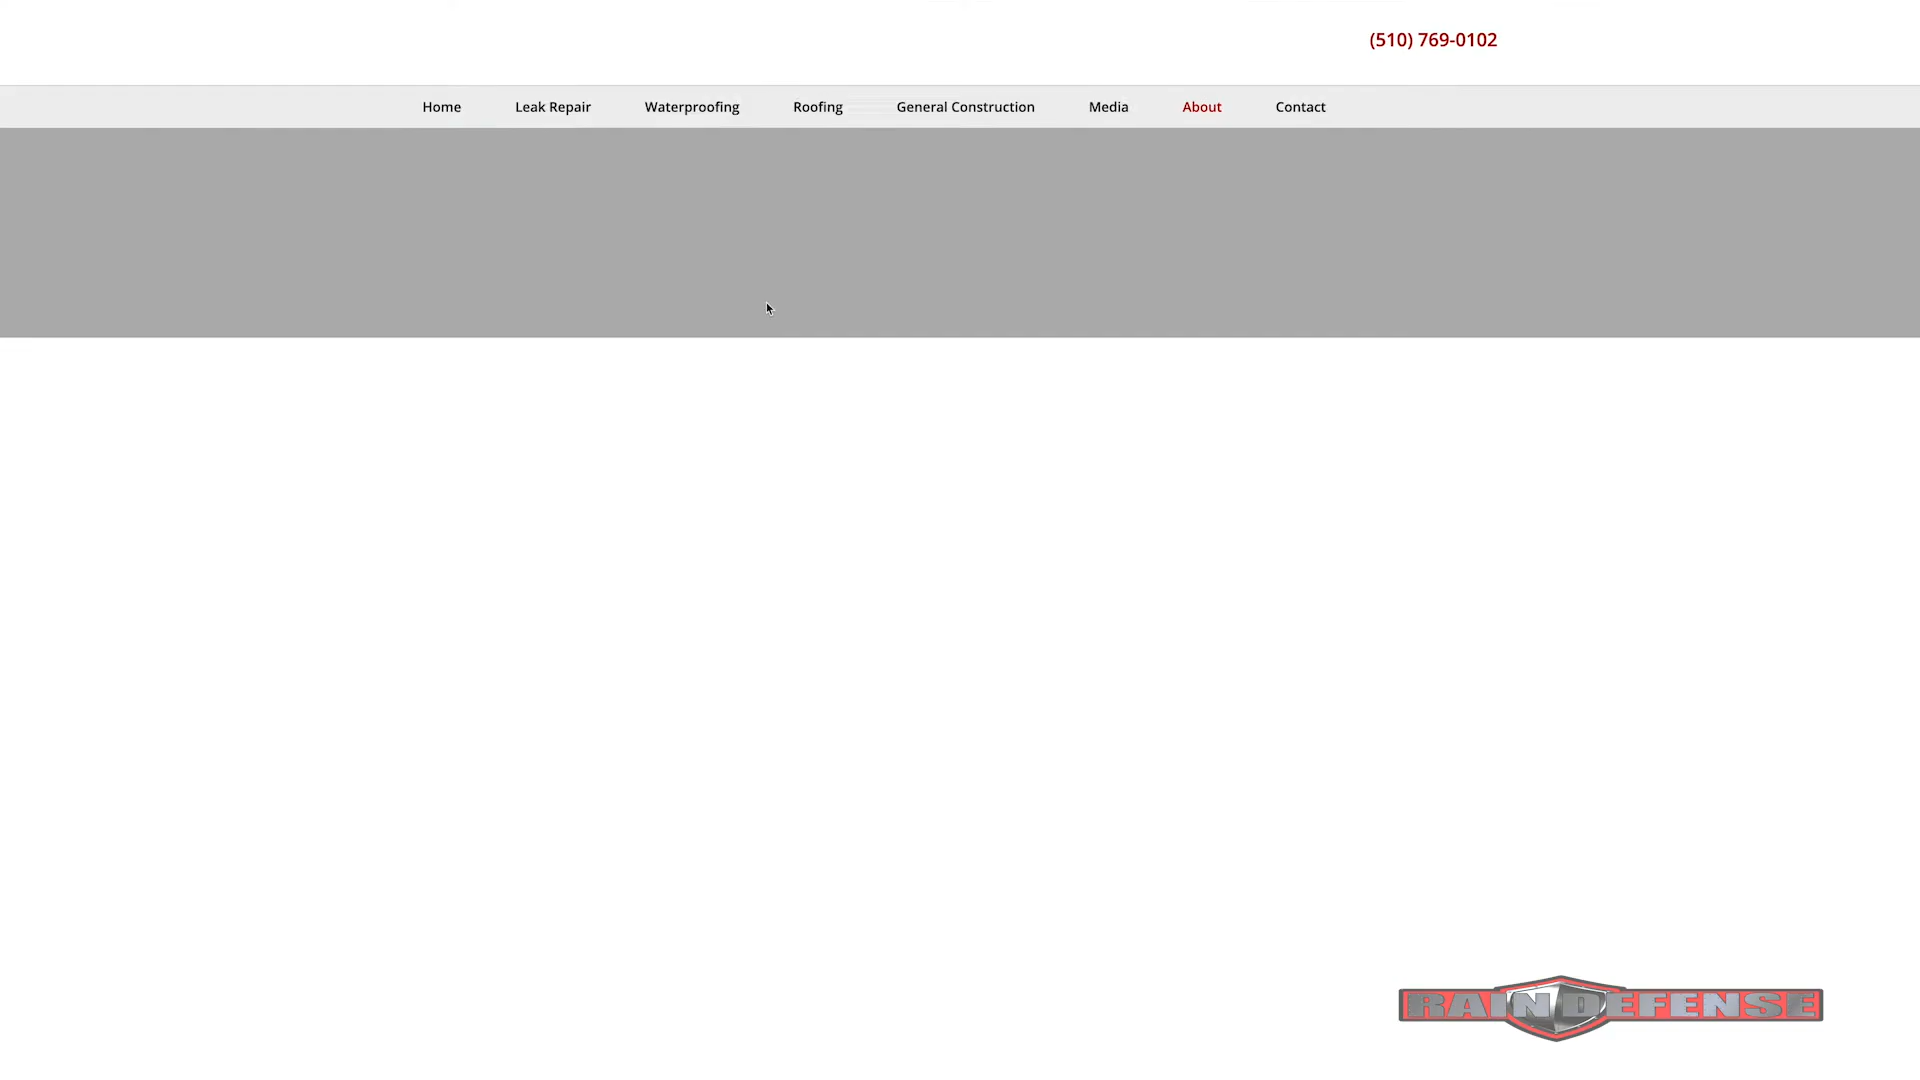 (510) 769-0102
Home Leak Repair Waterproofing Roofing General Construction Media About Contact
RAIN DEFENSE